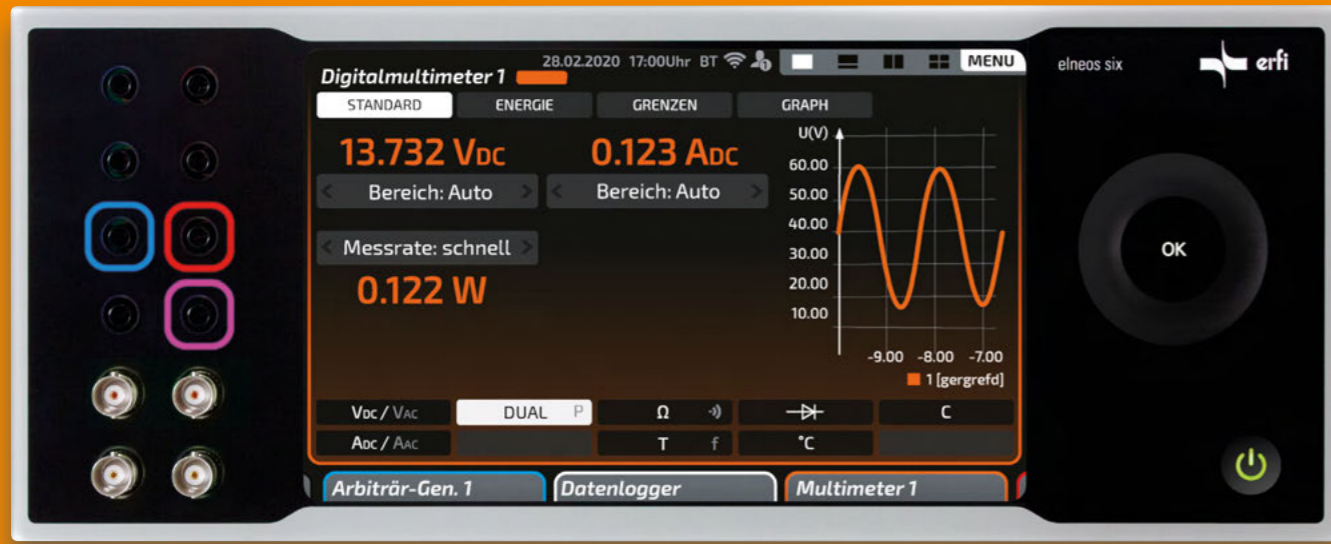 28.02.2020 17:00Uhr BT
Digitalmultimeter 1
MENU
elneos six
erfi
STANDARD ENERGIE GRENZEN GRAPH
13.732 VDC 0.123 ADC
Bereich: Auto Bereich: Auto
Messrate: schnell
0.122 W
U(V)
60.00
50.00
40.00
30.00
20.00
10.00
-9.00 -8.00 -7.00
1 [gergrefd]
OK
VDC / VAC DUAL P Ω C
ADC / AAC T f °C
Arbiträr-Gen. 1 Datenlogger Multimeter 1